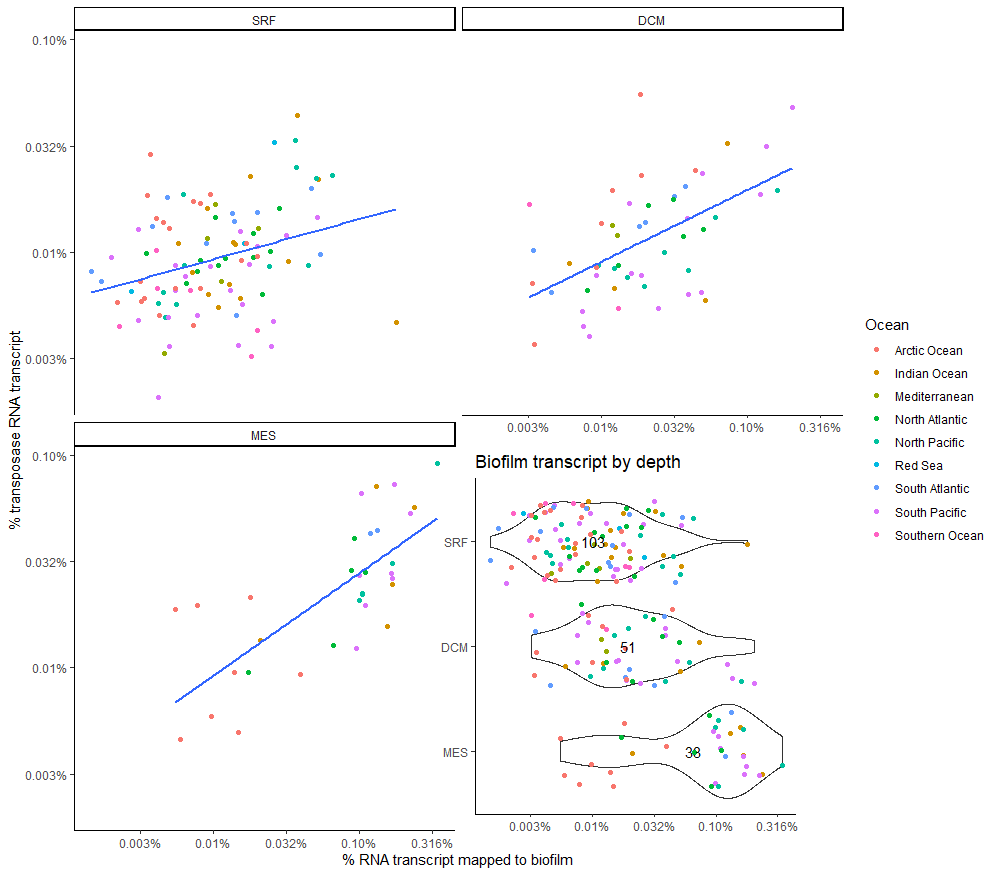 SRF
DCM
0.10%
0.032%
0.01%
0.003%
0.003%
0.01%
0.032%
0.10%
0.316%
% transposase RNA transcript
MES
0.10%
0.032%
0.01%
0.003%
0.003%
0.01%
0.032%
0.10%
0.316%
% RNA transcript mapped to biofilm
Biofilm transcript by depth
SRF
103
DCM
51
MES
38
0.003%
0.01%
0.032%
0.10%
0.316%
Ocean
Arctic Ocean
Indian Ocean
Mediterranean
North Atlantic
North Pacific
Red Sea
South Atlantic
South Pacific
Southern Ocean